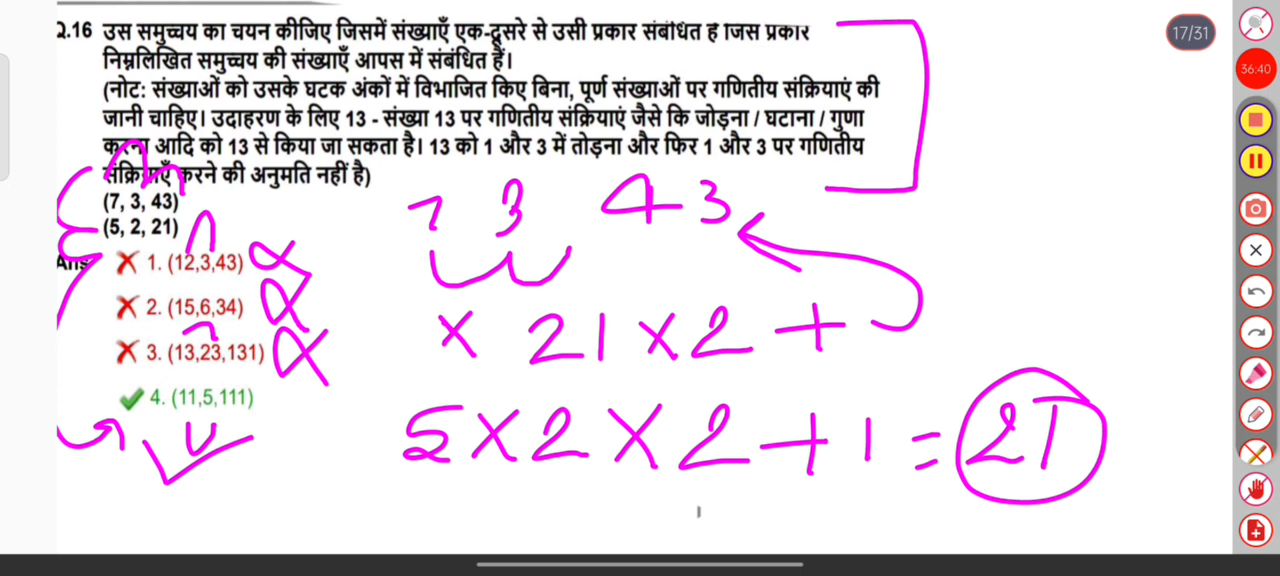 Q.16 उस समुच्चय का चयन कीजिए जिसमें संख्याएँ एक-दूसरे से उसी प्रकार संबंधित हैं जिस प्रकार
17/31
निम्नलिखित समुच्चय की संख्याएँ आपस में संबंधित हैं।
36:40
(नोट: संख्याओं को उसके घटक अंकों में विभाजित किए बिना, पूर्ण संख्याओं पर गणितीय संक्रियाएं की
जानी चाहिए। उदाहरण के लिए 13 - संख्या 13 पर गणितीय संक्रियाएं जैसे कि जोड़ना / घटाना / गुणा
करना आदि को 13 से किया जा सकता है। 13 को 1 और 3 में तोड़ना और फिर 1 और 3 पर गणितीय
संक्रियाएँ करने की अनुमति नहीं है)
(7, 3, 43)
7 3 43
(5, 2, 21)
Ans
1. (12,3,43)
2. (15,6,34)
× 21 × 2 +
3. (13,23,131)
4. (11,5,111)
5 × 2 × 2 + 1 = 21